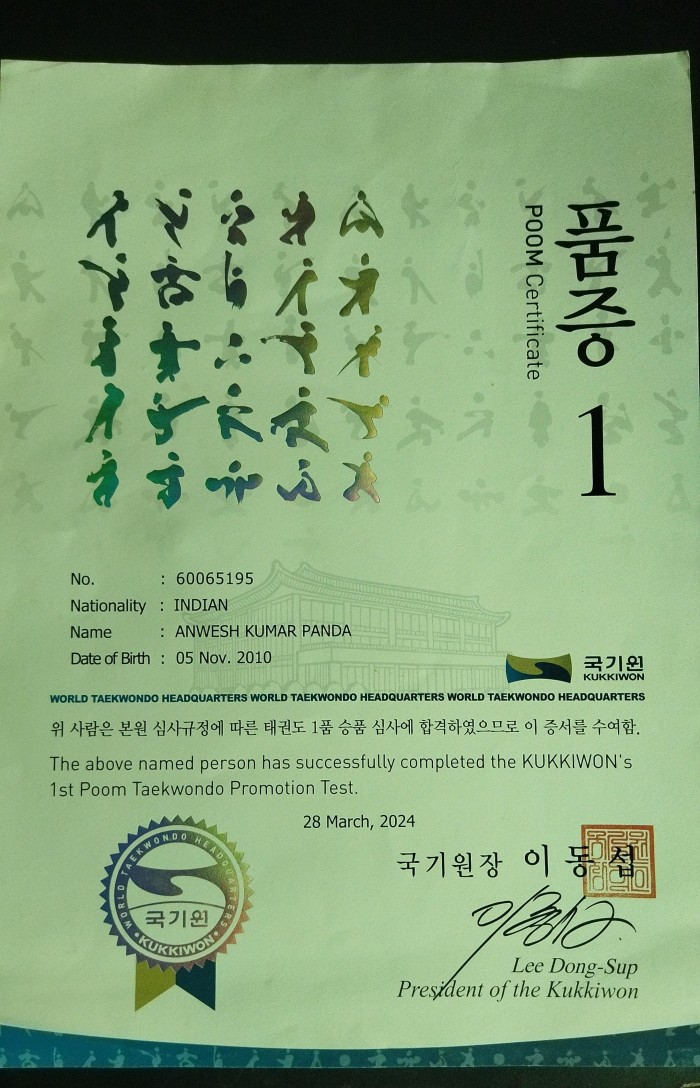 품증 1
POOM Certificate
No. : 60065195
Nationality : INDIAN
Name : ANWESH KUMAR PANDA
Date of Birth : 05 Nov. 2010
국기원
KUKKIWON
WORLD TAEKWONDO HEADQUARTERS WORLD TAEKWONDO HEADQUARTERS WORLD TAEKWONDO HEADQUARTERS
위 사람은 본원 심사규정에 따른 태권도 1품 승품 심사에 합격하였으므로 이 증서를 수여함.
The above named person has successfully completed the KUKKIWON's
1st Poom Taekwondo Promotion Test.
28 March, 2024
WORLD TAEKWONDO HEADQUARTERS
국기원
KUKKIWON
국기원장 이동섭
Lee Dong-Sup
President of the Kukkiwon